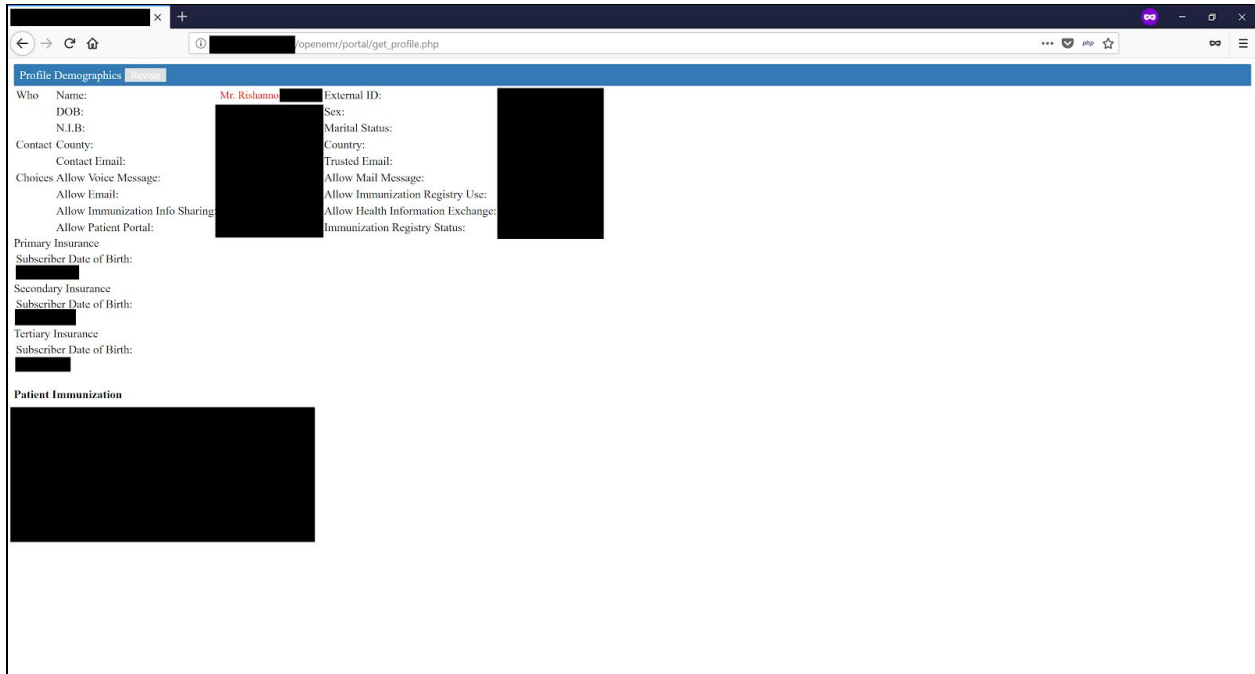 /openemr/portal/get_profile.php
php
Profile Demographics Revise
Who Name: Mr. Rishanno External ID:
DOB: Sex:
N.I.B: Marital Status:
Contact County: Country:
Contact Email: Trusted Email:
Choices Allow Voice Message: Allow Mail Message:
Allow Email: Allow Immunization Registry Use:
Allow Immunization Info Sharing: Allow Health Information Exchange:
Allow Patient Portal: Immunization Registry Status:
Primary Insurance
Subscriber Date of Birth:
Secondary Insurance
Subscriber Date of Birth:
Tertiary Insurance
Subscriber Date of Birth:
Patient Immunization